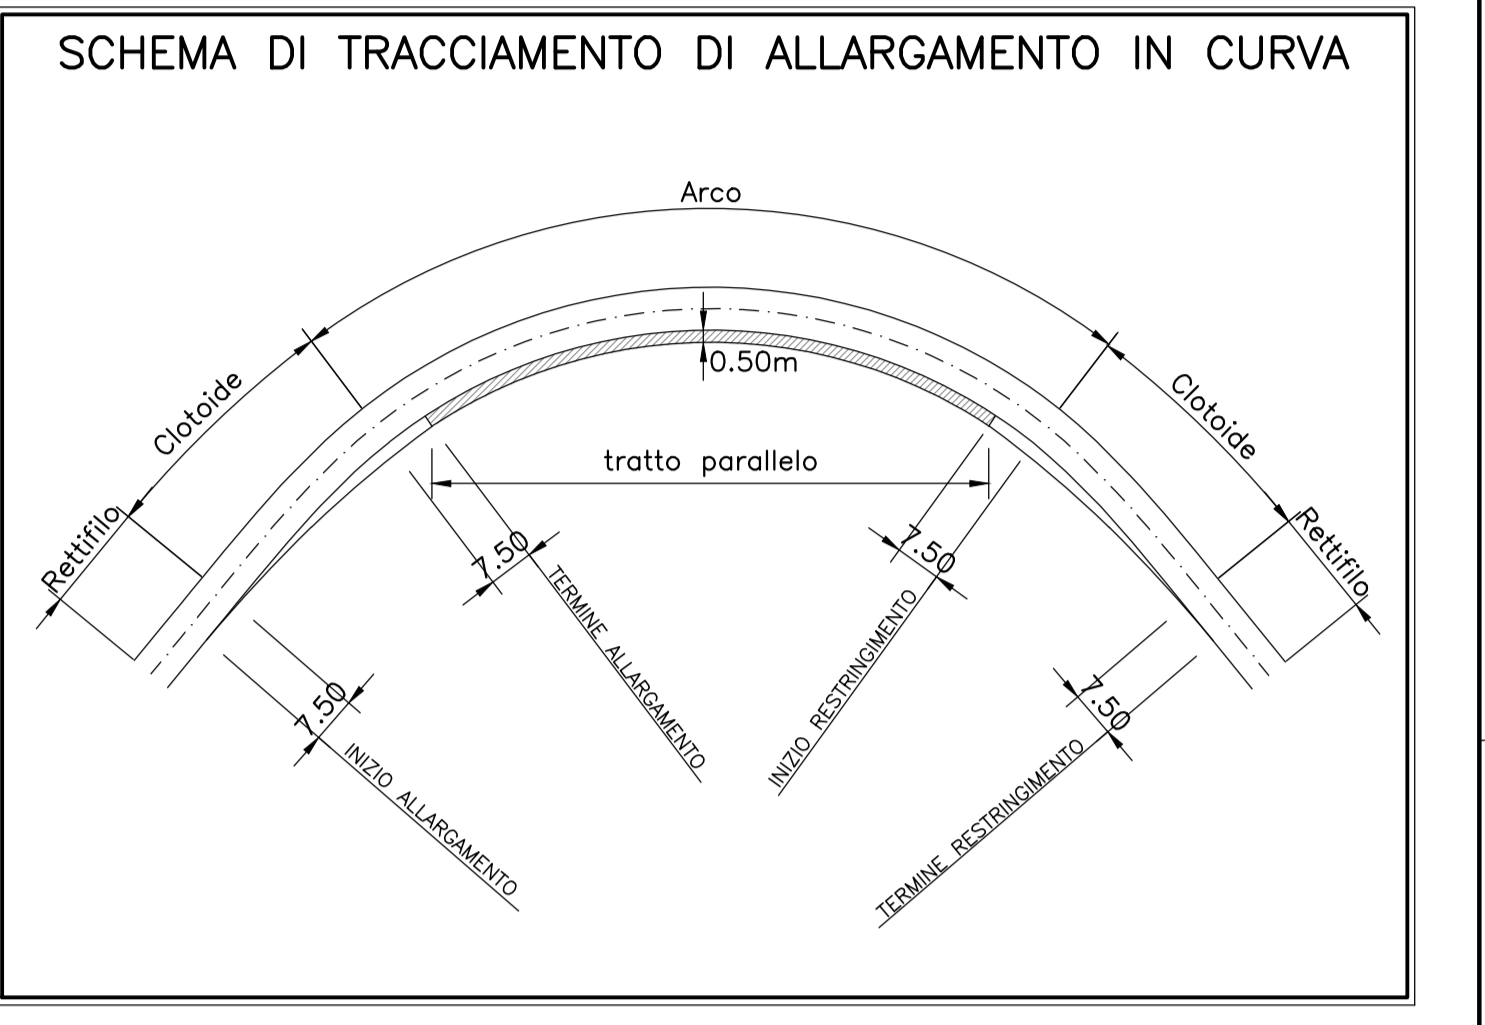 SCHEMA DI TRACCIAMENTO DI ALLARGAMENTO IN CURVA
Arco
Clotoide
Clotoide
0.50m
tratto parallelo
Rettifilo
Rettifilo
7.50
7.50
TERMINE ALLARGAMENTO
INIZIO RESTRINGIMENTO
7.50
7.50
INIZIO ALLARGAMENTO
TERMINE RESTRINGIMENTO